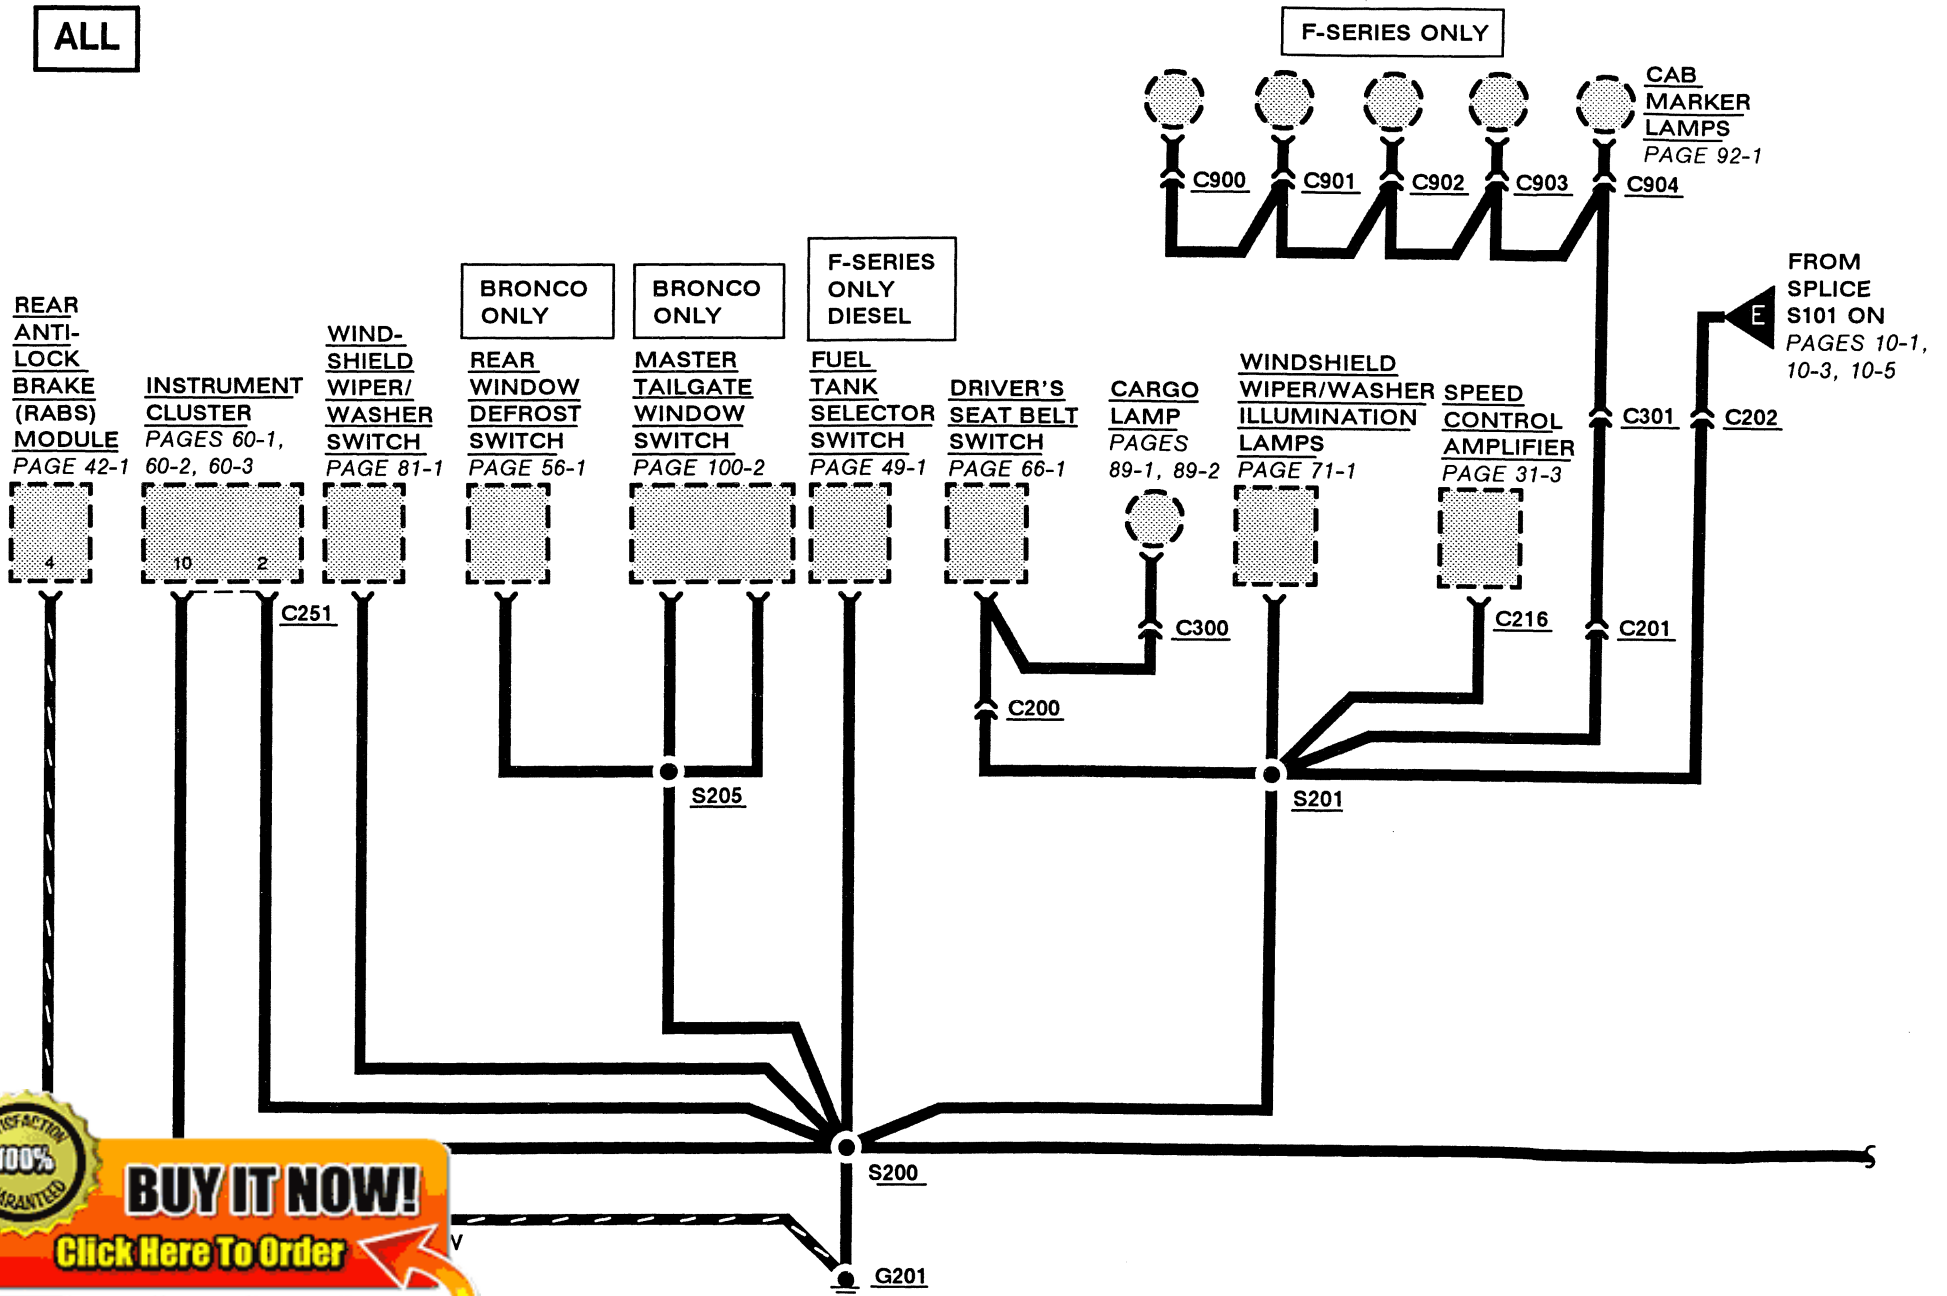 ALL
F-SERIES ONLY
CAB
MARKER
LAMPS
PAGE 92-1
C900
C901
C902
C903
C904
FROM
SPLICE
S101 ON
PAGES 10-1,
10-3, 10-5
E
BRONCO
ONLY
BRONCO
ONLY
F-SERIES
ONLY
DIESEL
REAR
ANTI-
LOCK
BRAKE
(RABS)
MODULE
PAGE 42-1
INSTRUMENT
CLUSTER
PAGES 60-1,
60-2, 60-3
WIND-
SHIELD
WIPER/
WASHER
SWITCH
PAGE 81-1
REAR
WINDOW
DEFROST
SWITCH
PAGE 56-1
MASTER
TAILGATE
WINDOW
SWITCH
PAGE 100-2
FUEL
TANK
SELECTOR
SWITCH
PAGE 49-1
DRIVER'S
SEAT BELT
SWITCH
PAGE 66-1
CARGO
LAMP
PAGES
89-1, 89-2
WINDSHIELD
WIPER/WASHER
ILLUMINATION
LAMPS
PAGE 71-1
SPEED
CONTROL
AMPLIFIER
PAGE 31-3
C301
C202
4
10
2
C251
C300
C216
C201
C200
S205
S201
S200
G201
100%
BUY IT NOW!
Click Here To Order